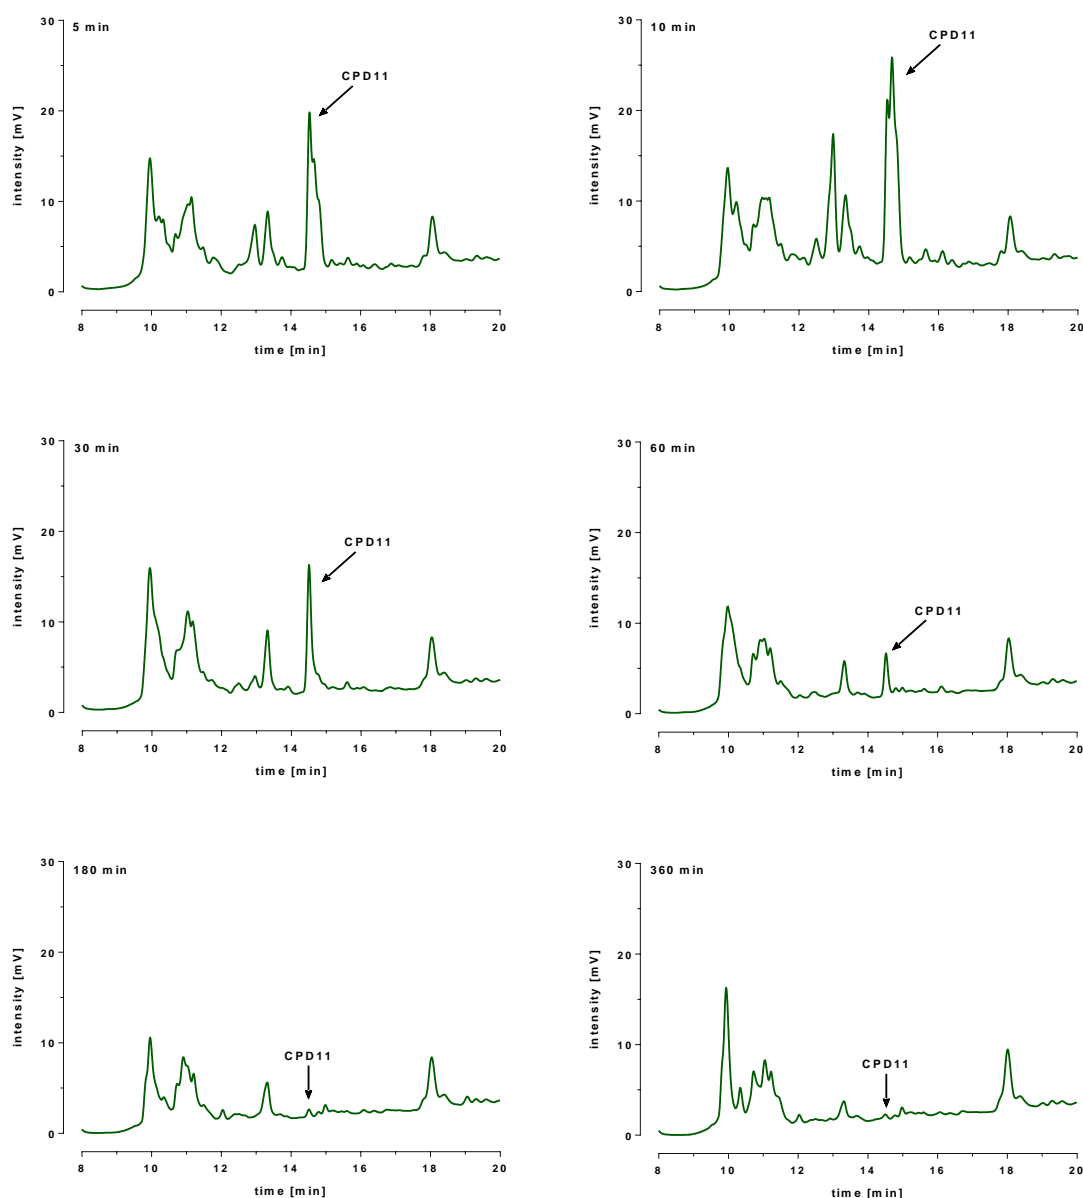 5 min
CPD11
intensity [mV]
30
20
10
0
8 10 12 14 16 18 20
time [min]
10 min
CPD11
intensity [mV]
30
20
10
0
8 10 12 14 16 18 20
time [min]
30 min
CPD11
intensity [mV]
30
20
10
0
8 10 12 14 16 18 20
time [min]
60 min
CPD11
intensity [mV]
30
20
10
0
8 10 12 14 16 18 20
time [min]
180 min
CPD11
intensity [mV]
30
20
10
0
8 10 12 14 16 18 20
time [min]
360 min
CPD11
intensity [mV]
30
20
10
0
8 10 12 14 16 18 20
time [min]